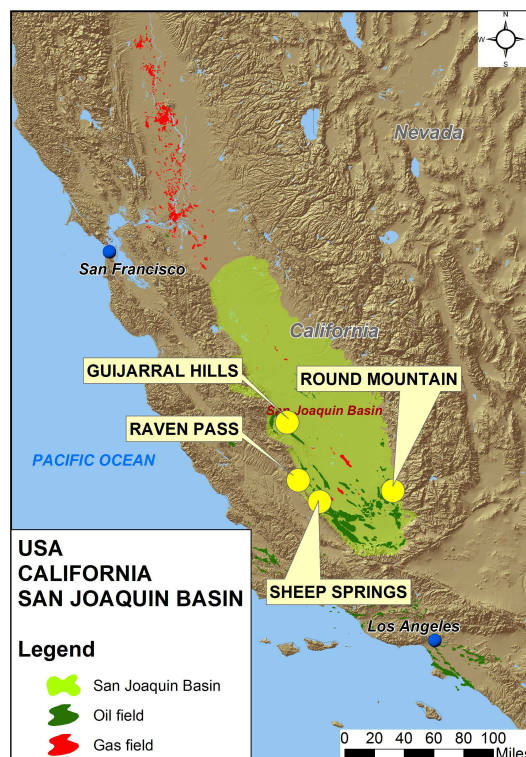 N
W
E
S
Nevada
San Francisco
California
GUIJARRAL HILLS
ROUND MOUNTAIN
San Joaquin Basin
RAVEN PASS
PACIFIC OCEAN
USA
CALIFORNIA
SAN JOAQUIN BASIN
SHEEP SPRINGS
Los Angeles
Legend
San Joaquin Basin
Oil field
Gas field
0 20 40 60 80 100
Miles